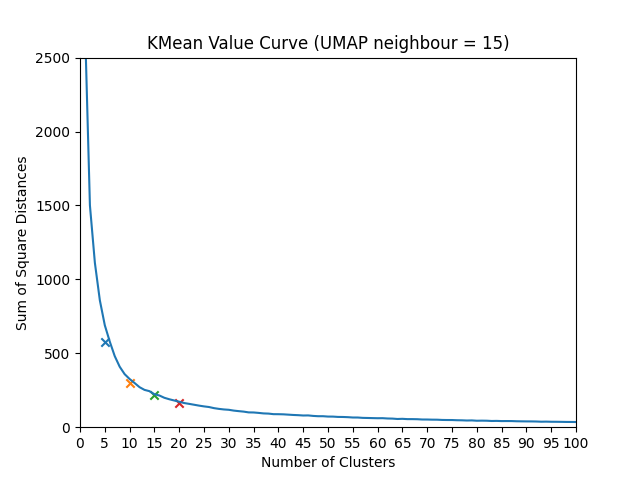 KMean Value Curve (UMAP neighbour = 15)
2500
2000
1500
1000
500
0
Sum of Square Distances
0 5 10 15 20 25 30 35 40 45 50 55 60 65 70 75 80 85 90 95 100
Number of Clusters